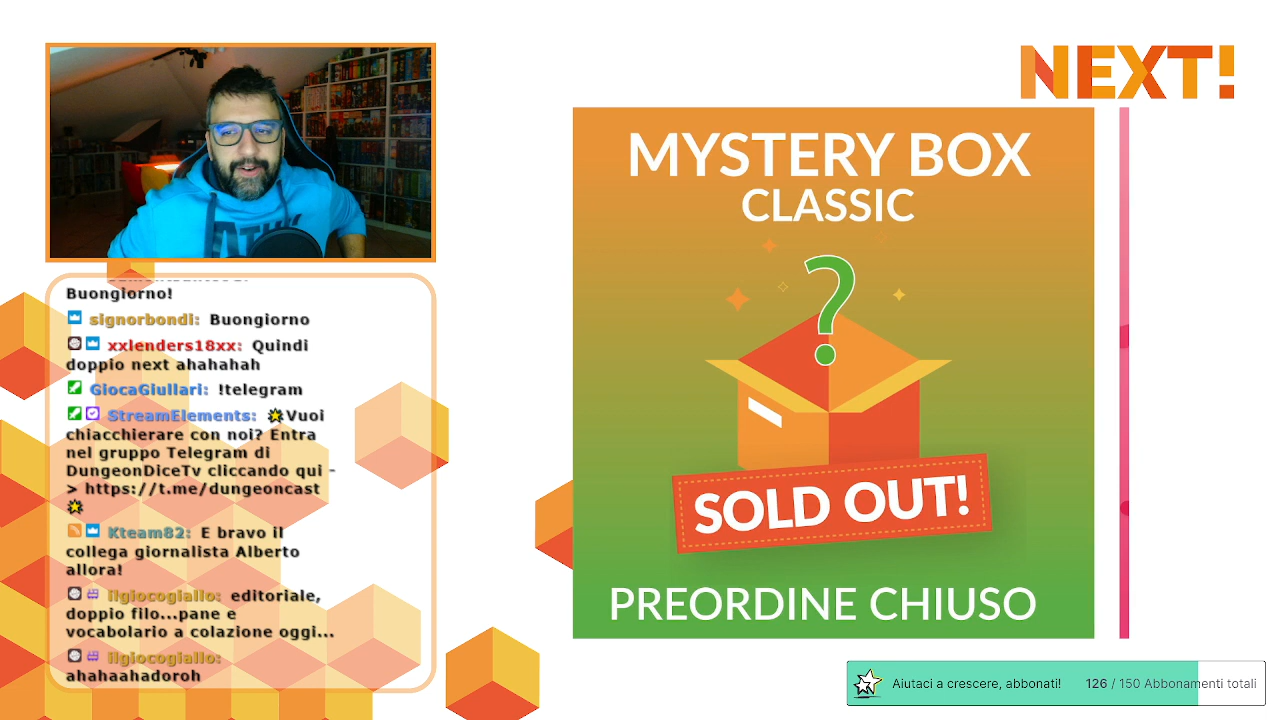 NEXT!
MYSTERY BOX
CLASSIC
?
SOLD OUT!
PREORDINE CHIUSO
Buongiorno!
signorbondi: Buongiorno
xxlenders18xx: Quindi
doppio next ahahahah
GiocaGiullari: !telegram
StreamElements: Vuoi
chiacchierare con noi? Entra
nel gruppo Telegram di
DungeonDiceTv cliccando qui -
> https://t.me/dungeoncast
Kteam82: E bravo il
collega giornalista Alberto
allora!
ilgiocogiallo: editoriale,
doppio filo...pane e
vocabolario a colazione oggi...
ilgiocogiallo:
ahahaahadoroh
Aiutaci a crescere, abbonati! 126 / 150 Abbonamenti totali